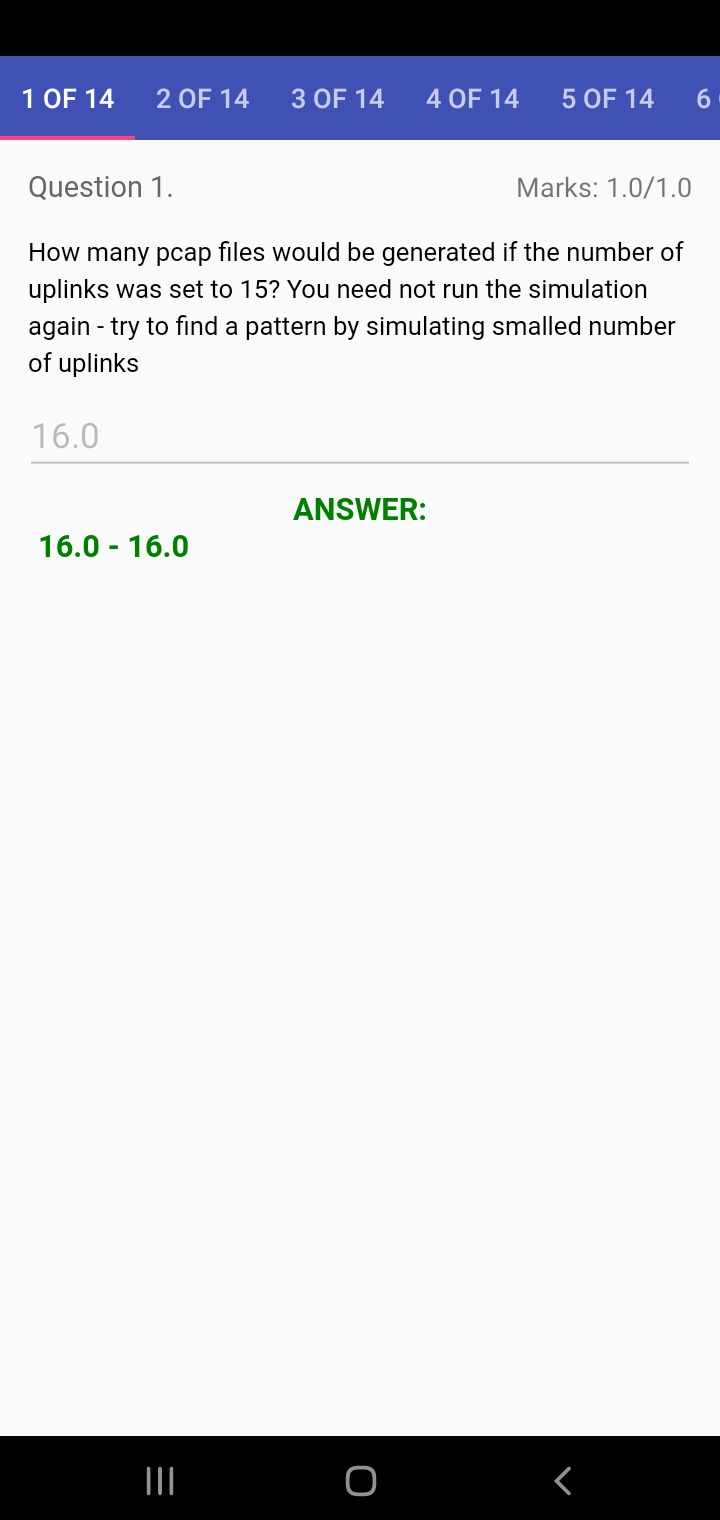 1 OF 14 2 OF 14 3 OF 14 4 OF 14 5 OF 14 6
Question 1. Marks: 1.0/1.0
How many pcap files would be generated if the number of
uplinks was set to 15? You need not run the simulation
again - try to find a pattern by simulating smalled number
of uplinks
16.0
ANSWER:
16.0 - 16.0